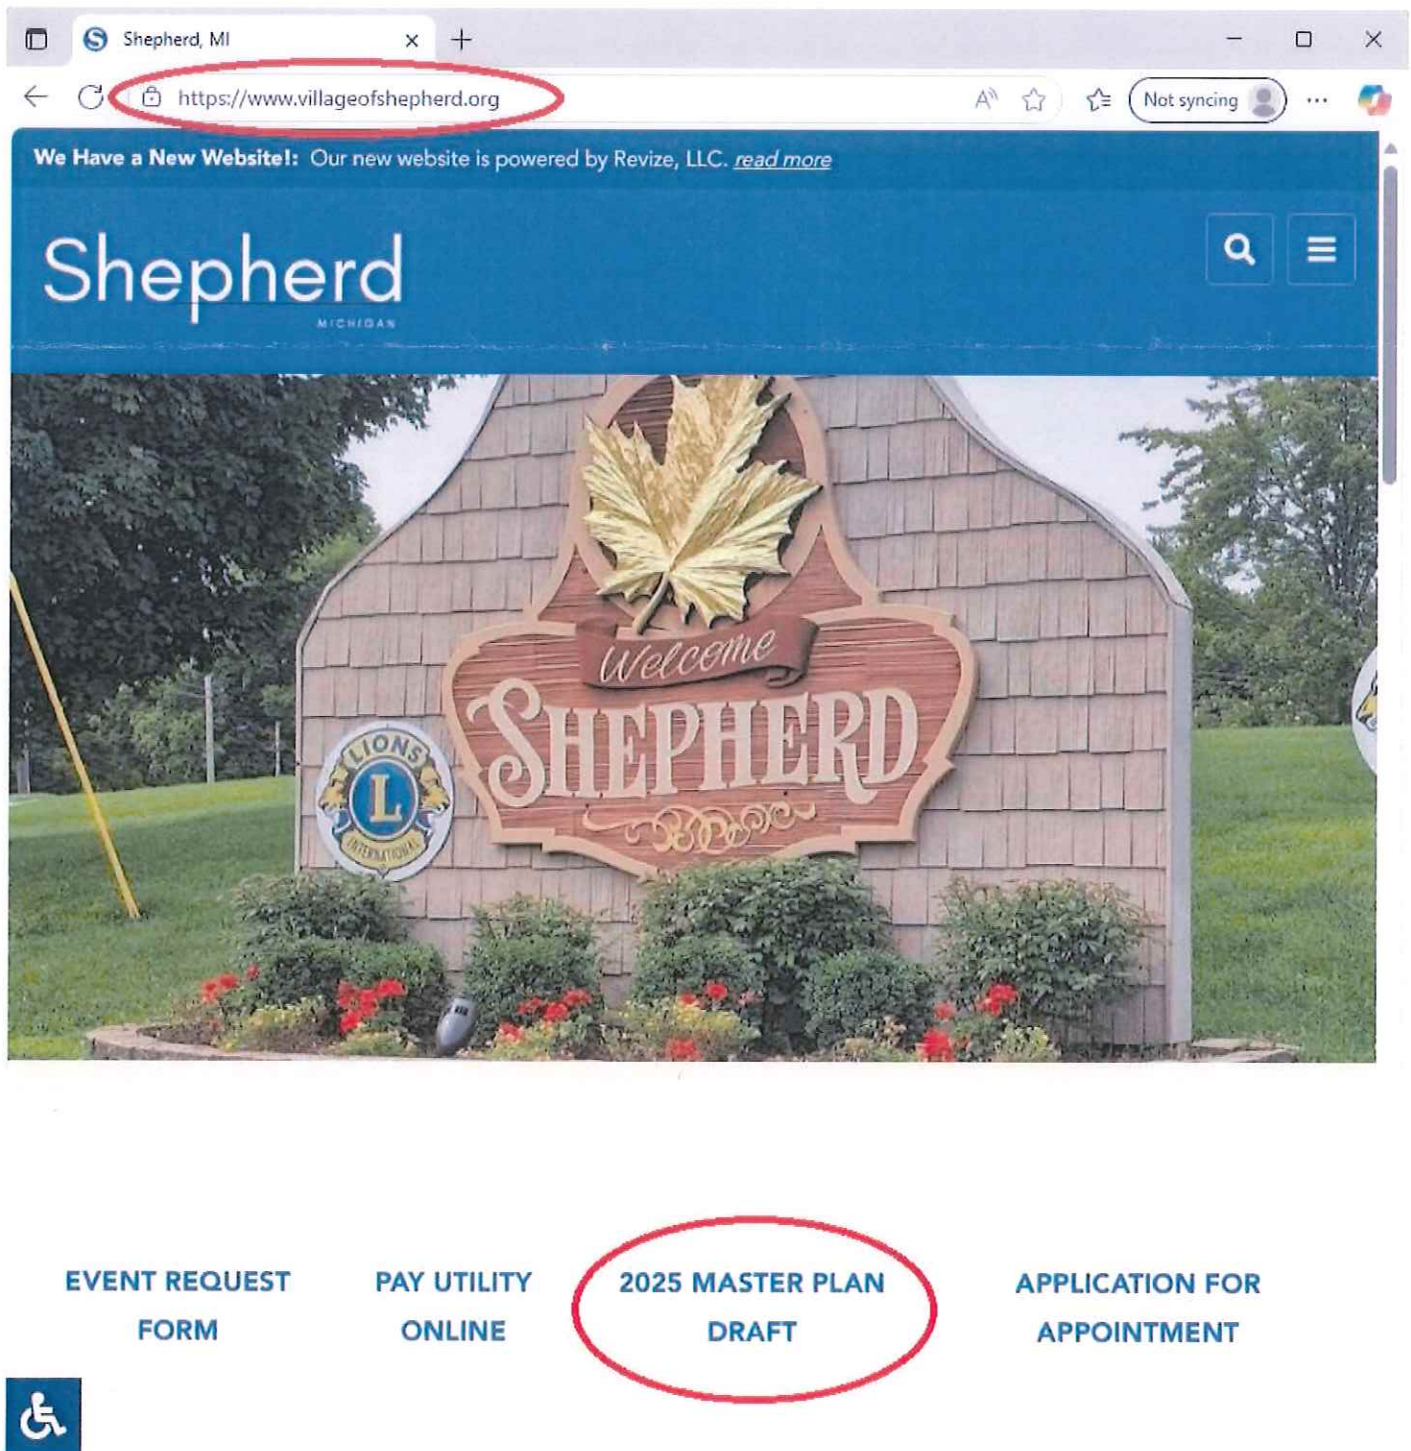 Shepherd, MI
https://www.villageofshepherd.org
Not syncing
We Have a New Website!: Our new website is powered by Revize, LLC. read more
Shepherd
MICHIGAN
Welcome
SHEPHERD
LIONS
L
INTERNATIONAL
EVENT REQUEST
FORM
PAY UTILITY
ONLINE
2025 MASTER PLAN
DRAFT
APPLICATION FOR
APPOINTMENT